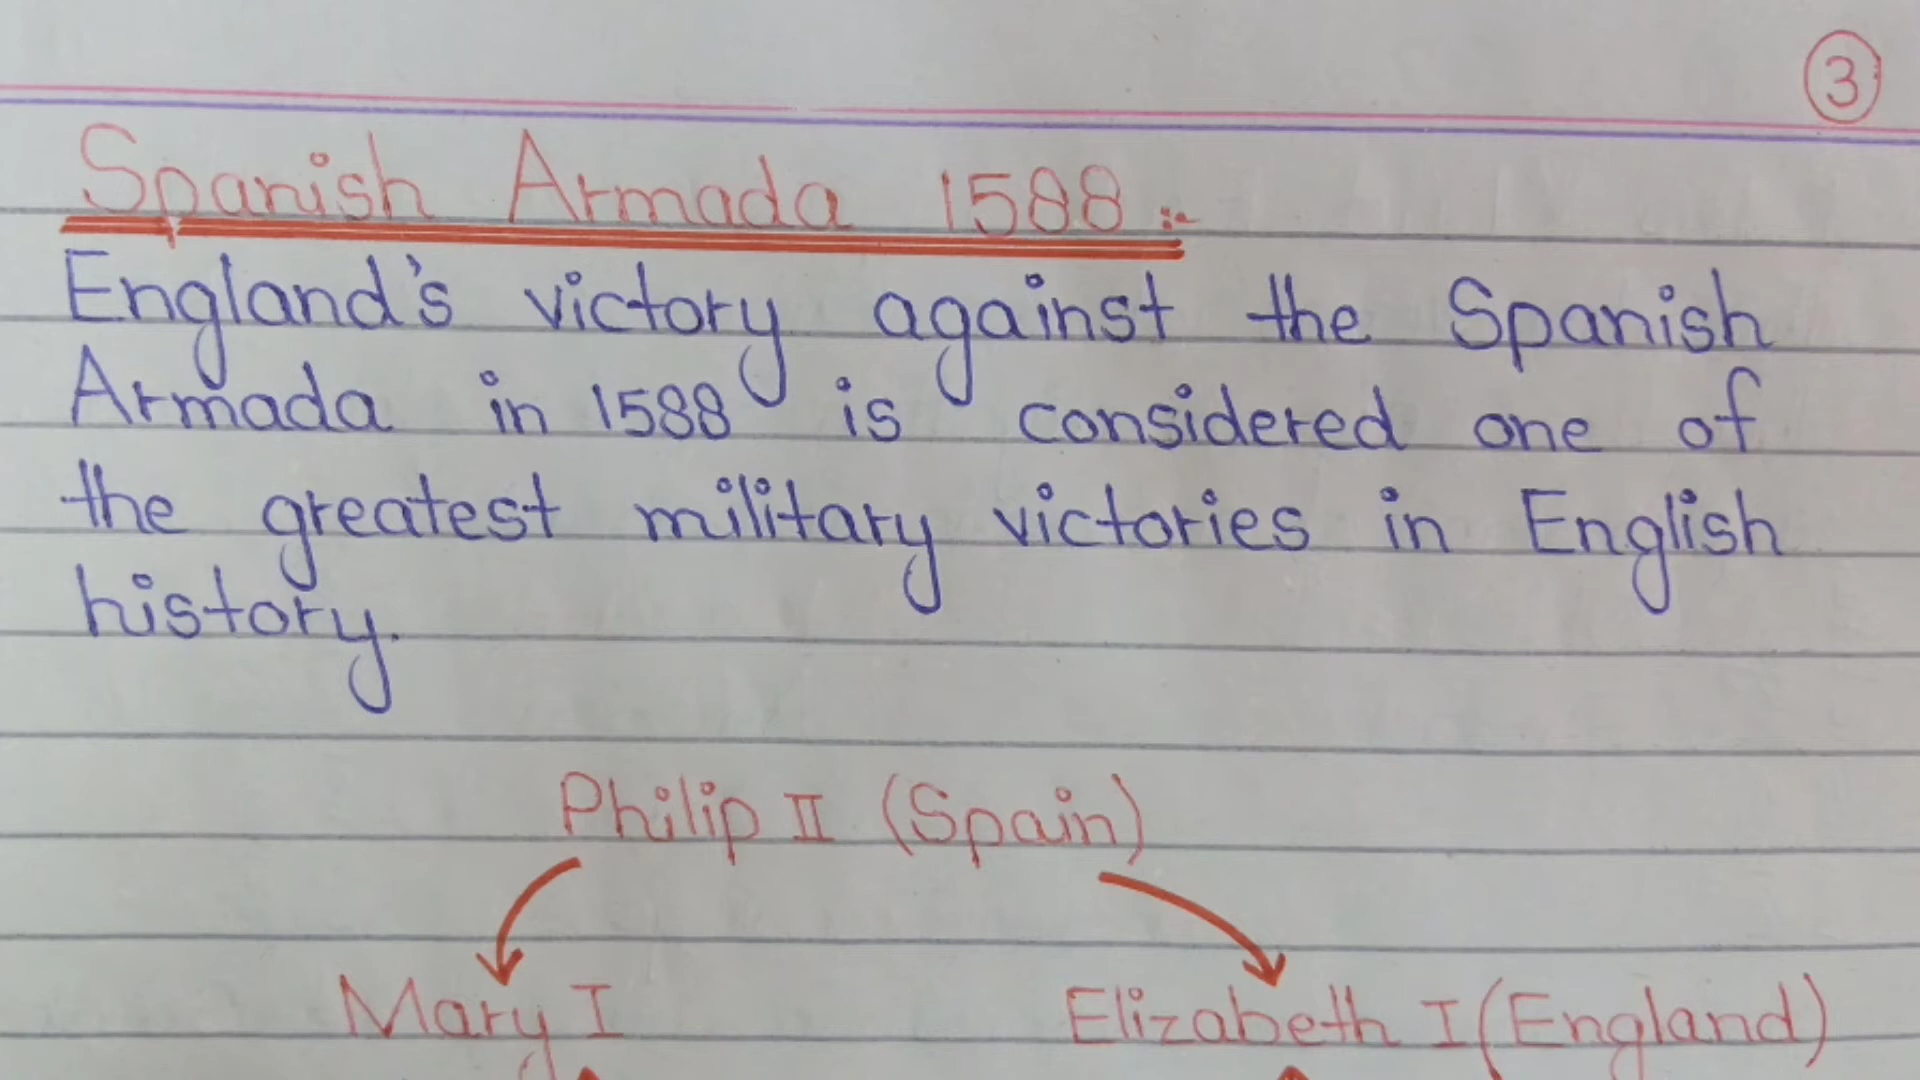 3
Spanish Armada 1588 :-
England's victory against the Spanish
Armada in 1588 is considered one of
the greatest military victories in English
history.
Philip II (Spain)
Mary I
Elizabeth I (England)